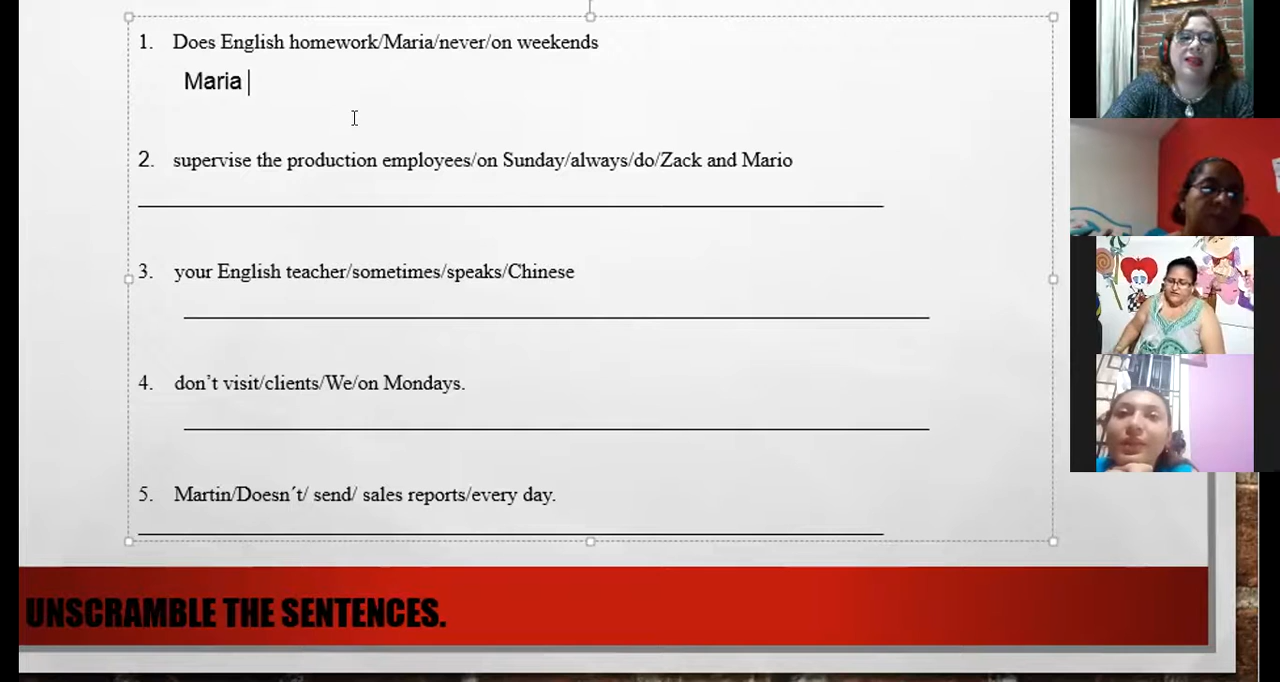 1. Does English homework/Maria/never/on weekends
Maria
2. supervise the production employees/on Sunday/always/do/Zack and Mario
3. your English teacher/sometimes/speaks/Chinese
4. don’t visit/clients/We/on Mondays.
5. Martin/Doesn´t/ send/ sales reports/every day.
UNSCRAMBLE THE SENTENCES.